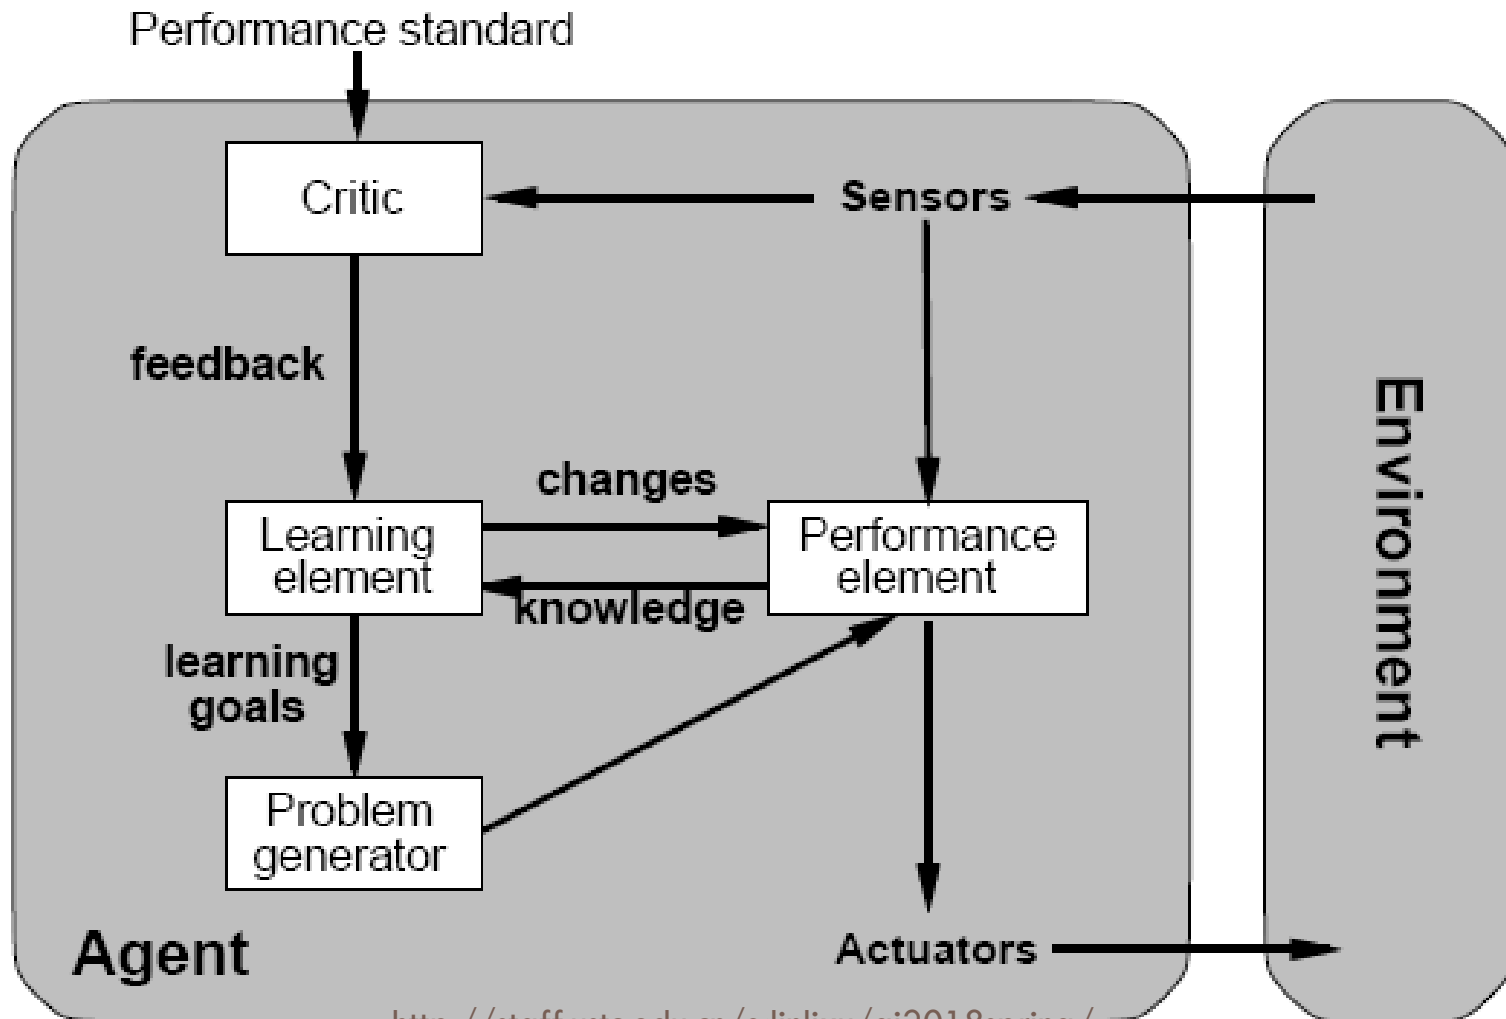 Performance standard
Critic
Sensors
feedback
changes
Learning
element
Performance
element
knowledge
learning
goals
Problem
generator
Agent
Actuators
Environment